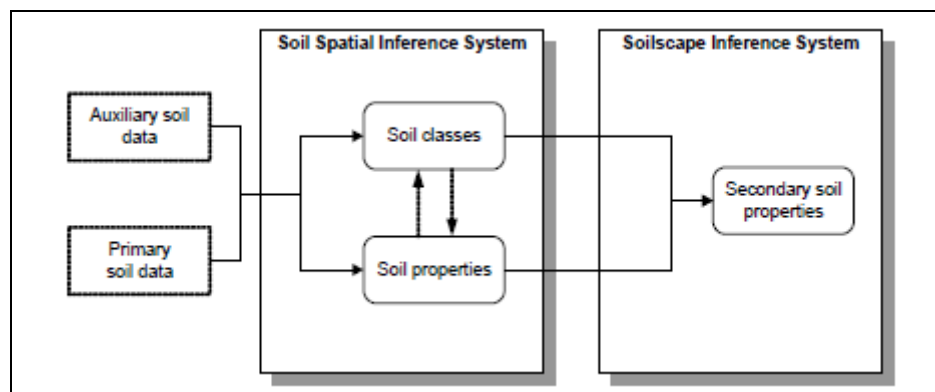 Soil Spatial Inference System
Soilscape Inference System
Auxiliary soil
data
Soil classes
Secondary soil
properties
Primary
soil data
Soil properties